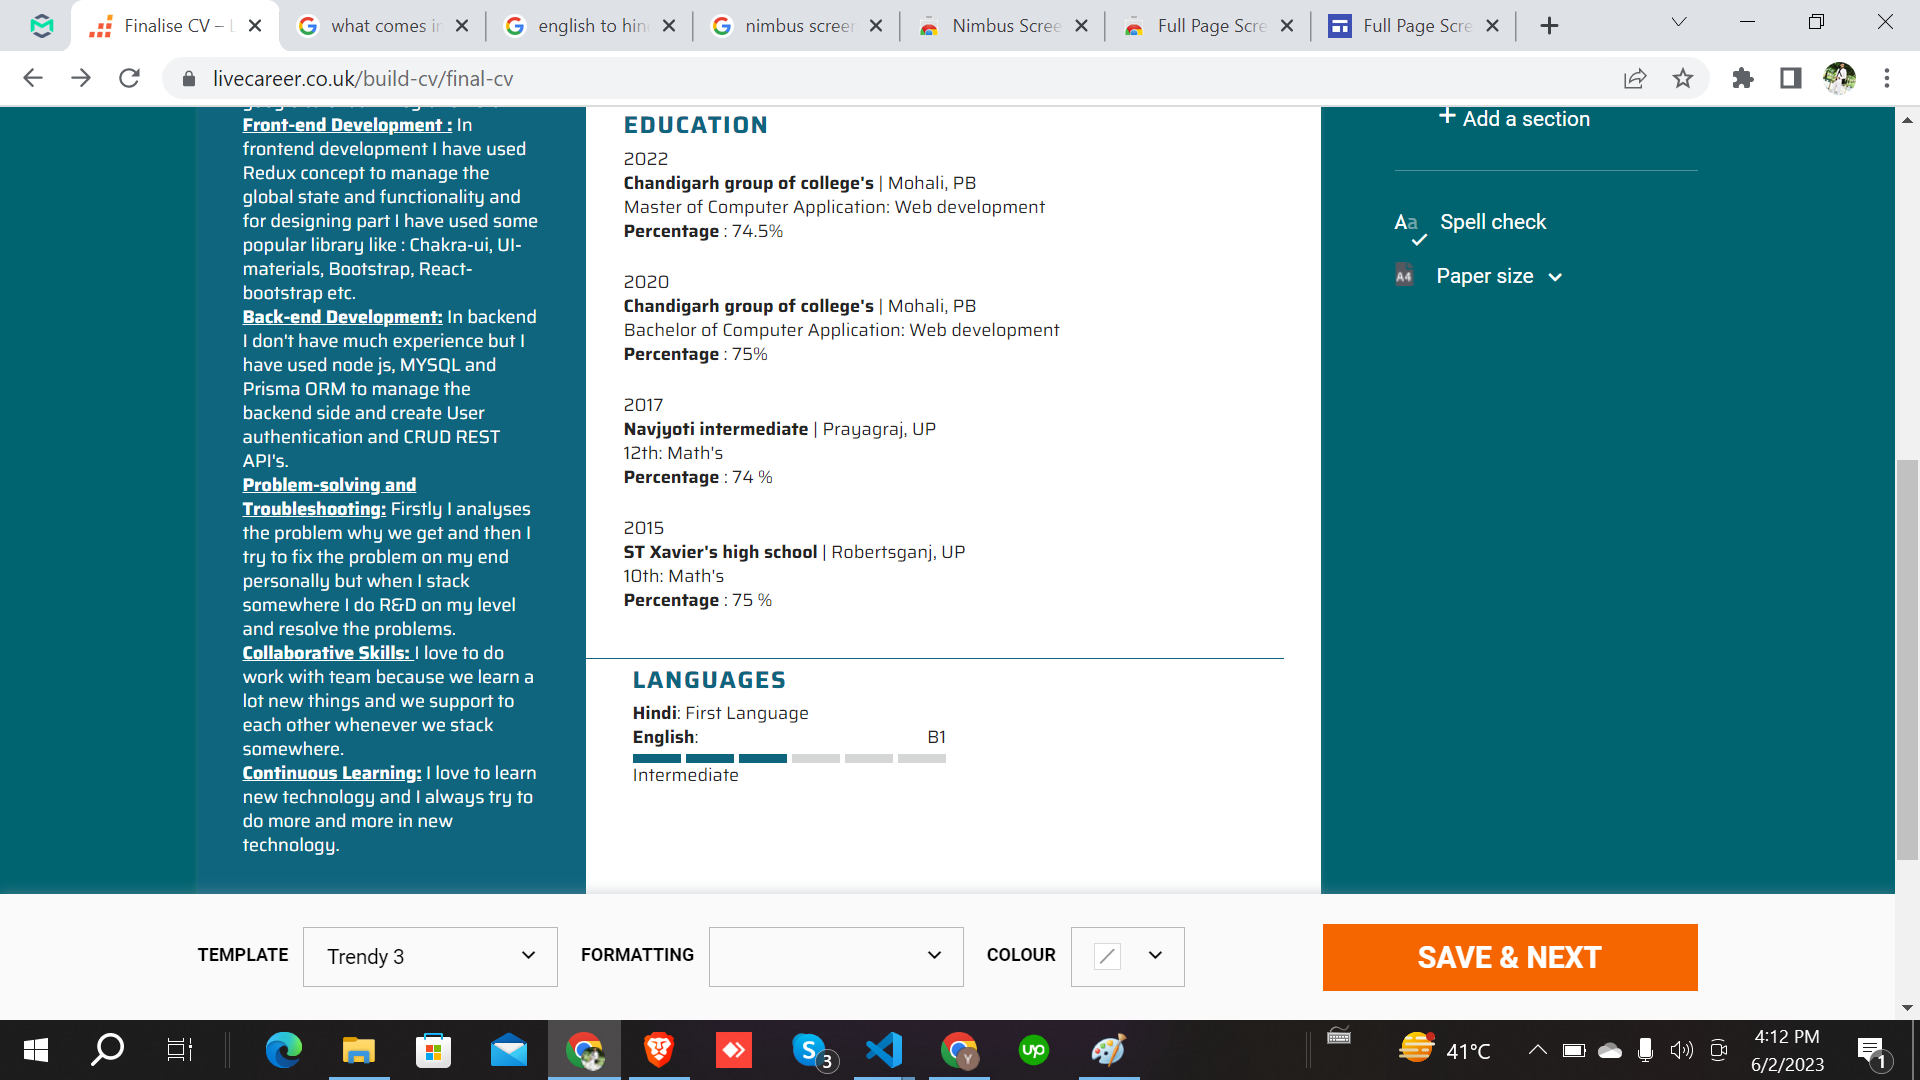 Finalise CV – L
what comes in
english to hin
nimbus screen
Nimbus Scree
Full Page Scre
Full Page Scre
livecareer.co.uk/build-cv/final-cv
Front-end Development : In
frontend development I have used
Redux concept to manage the
global state and functionality and
for designing part I have used some
popular library like : Chakra-ui, UI-
materials, Bootstrap, React-
bootstrap etc.
Back-end Development: In backend
I don't have much experience but I
have used node js, MYSQL and
Prisma ORM to manage the
backend side and create User
authentication and CRUD REST
API's.
Problem-solving and
Troubleshooting: Firstly I analyses
the problem why we get and then I
try to fix the problem on my end
personally but when I stack
somewhere I do R&D on my level
and resolve the problems.
Collaborative Skills: I love to do
work with team because we learn a
lot new things and we support to
each other whenever we stack
somewhere.
Continuous Learning: I love to learn
new technology and I always try to
do more and more in new
technology.
EDUCATION
2022
Chandigarh group of college's | Mohali, PB
Master of Computer Application: Web development
Percentage : 74.5%
2020
Chandigarh group of college's | Mohali, PB
Bachelor of Computer Application: Web development
Percentage : 75%
2017
Navjyoti intermediate | Prayagraj, UP
12th: Math's
Percentage : 74 %
2015
ST Xavier's high school | Robertsganj, UP
10th: Math's
Percentage : 75 %
LANGUAGES
Hindi: First Language
English: B1
Intermediate
+ Add a section
Aa Spell check
A4 Paper size
TEMPLATE Trendy 3 FORMATTING COLOUR
SAVE & NEXT
S 3
Y
up
41°C
4:12 PM
6/2/2023
1